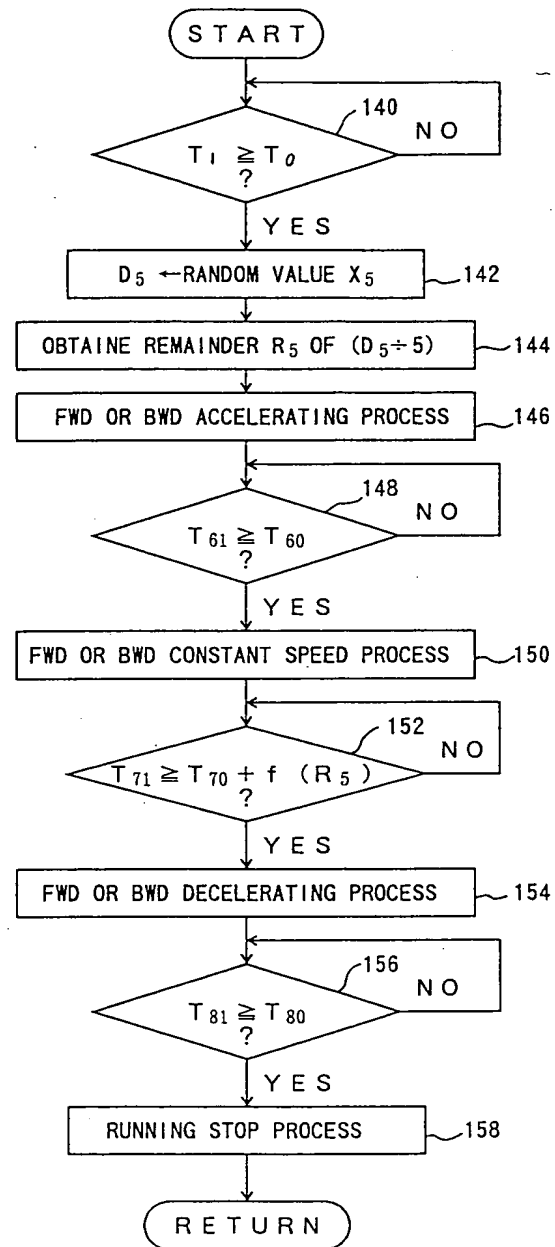 START
140
NO
T₁ ≧ T₀
?
YES
D₅ ←RANDOM VALUE X₅
142
OBTAINE REMAINDER R₅ OF (D₅÷5)
144
FWD OR BWD ACCELERATING PROCESS
146
148
NO
T₆₁ ≧ T₆₀
?
YES
FWD OR BWD CONSTANT SPEED PROCESS
150
152
NO
T₇₁ ≧ T₇₀ + f (R₅)
?
YES
FWD OR BWD DECELERATING PROCESS
154
156
NO
T₈₁ ≧ T₈₀
?
YES
RUNNING STOP PROCESS
158
RETURN